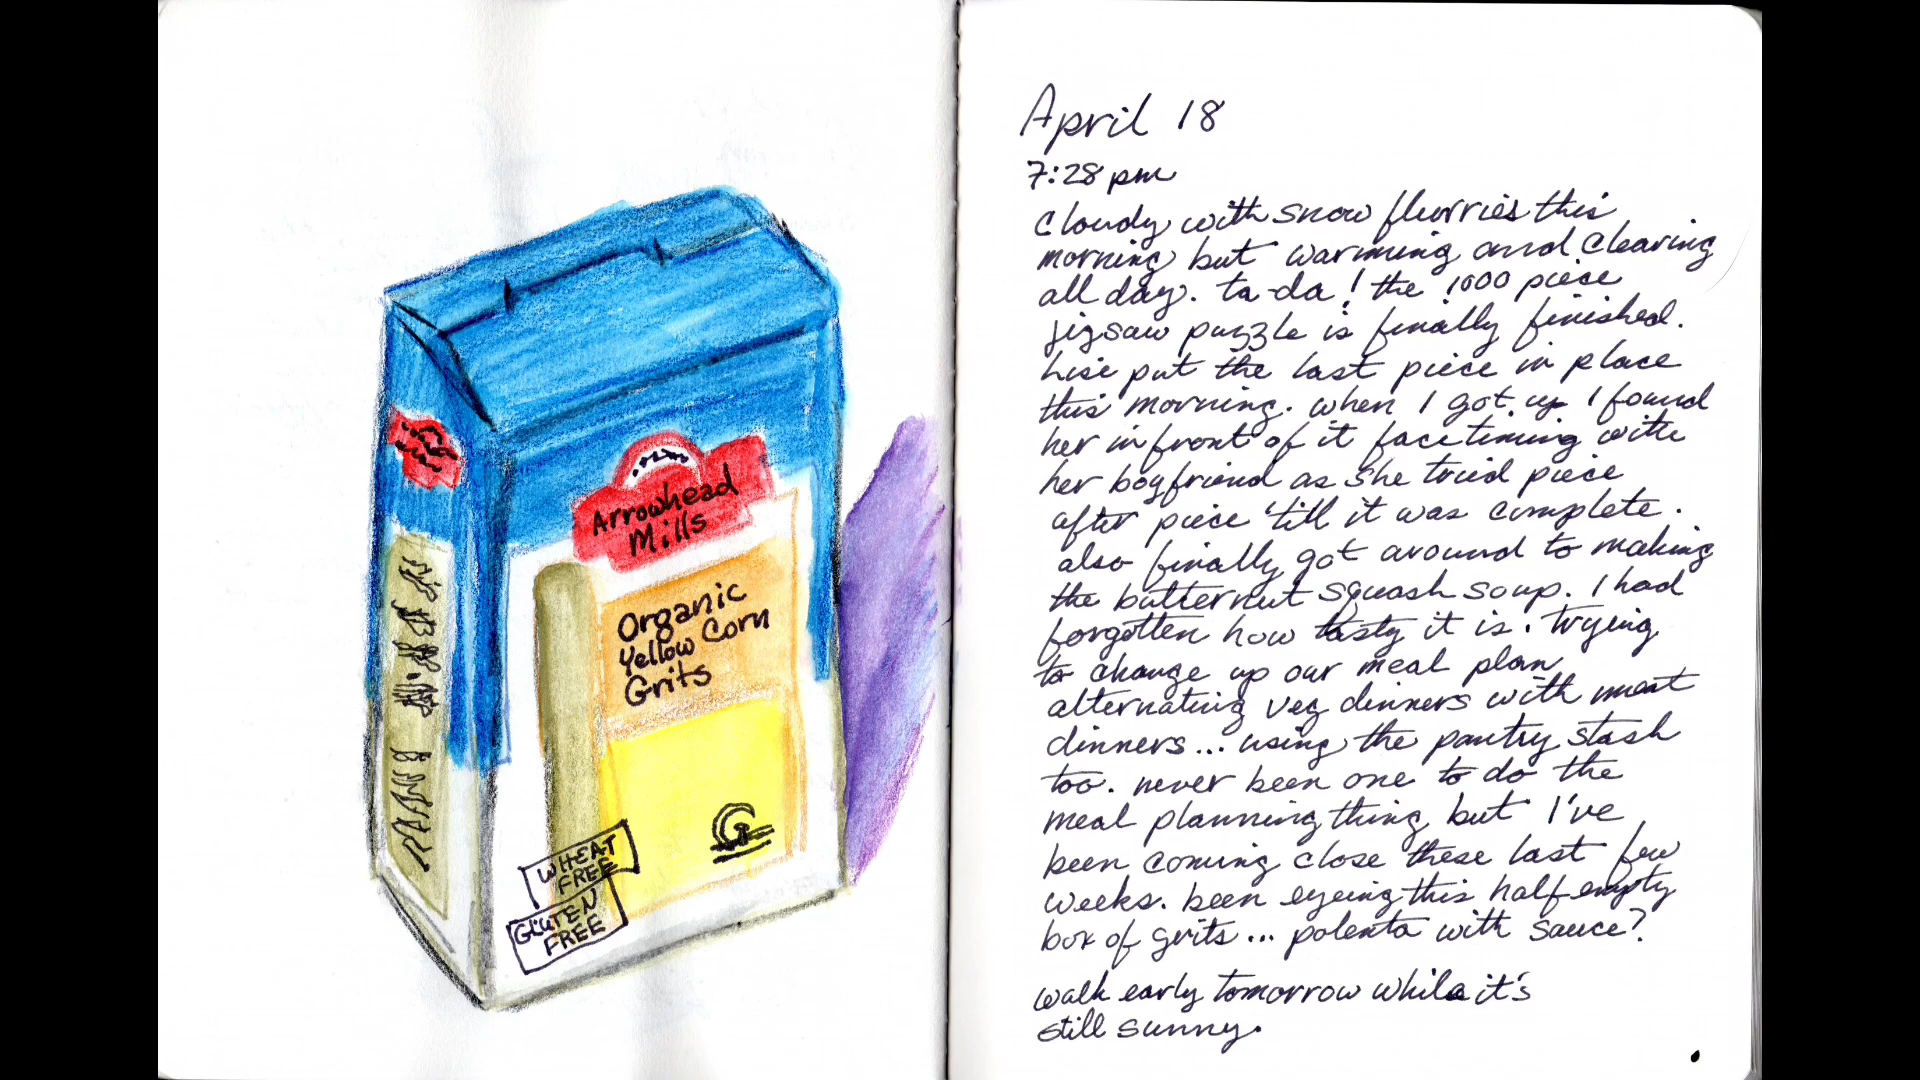 Arrowhead
Mills
Organic
Yellow Corn
Grits
WHEAT
FREE
GLUTEN
FREE
April 18
7:28 pm
cloudy with snow flurries this
morning but warming and clearing
all day. ta-da! the 1000 piece
jigsaw puzzle is finally finished.
Lise put the last piece in place
this morning. when I got up I found
her in front of it facetiming with
her boyfriend as she tried piece
after piece 'till it was complete.
also finally got around to making
the butternut squash soup. I had
forgotten how tasty it is. trying
to change up our meal plan
alternating veg dinners with meat
dinners... using the pantry stash
too. never been one to do the
meal planning thing but I've
been coming close these last few
weeks. been eyeing this half empty
box of grits... polenta with sauce?
walk early tomorrow while it's
still sunny.